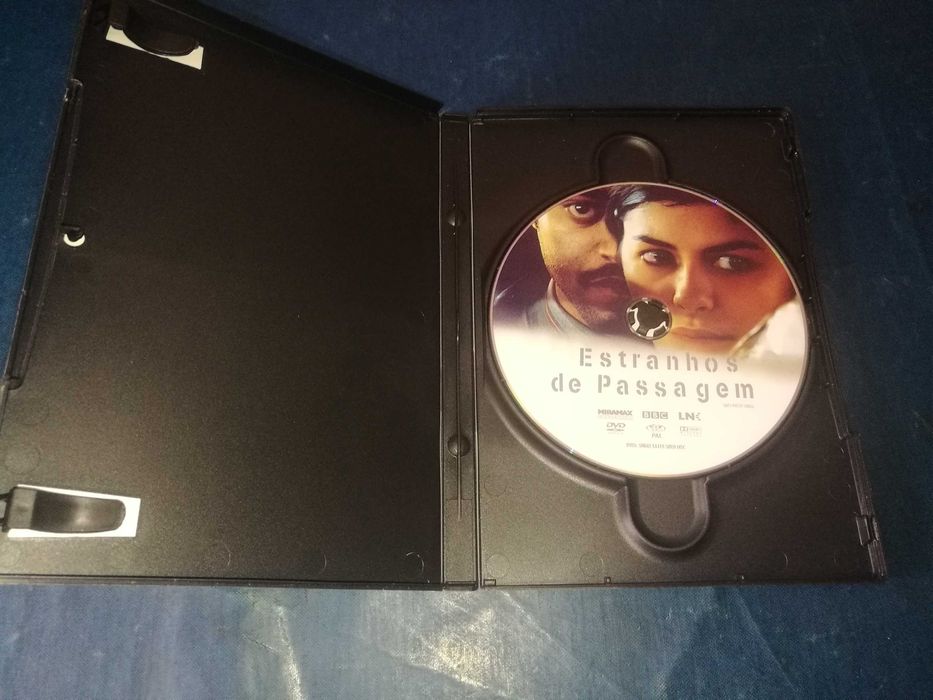 Estranhos
de Passagem
MIRAMAX BBC LNK
DVD PAL